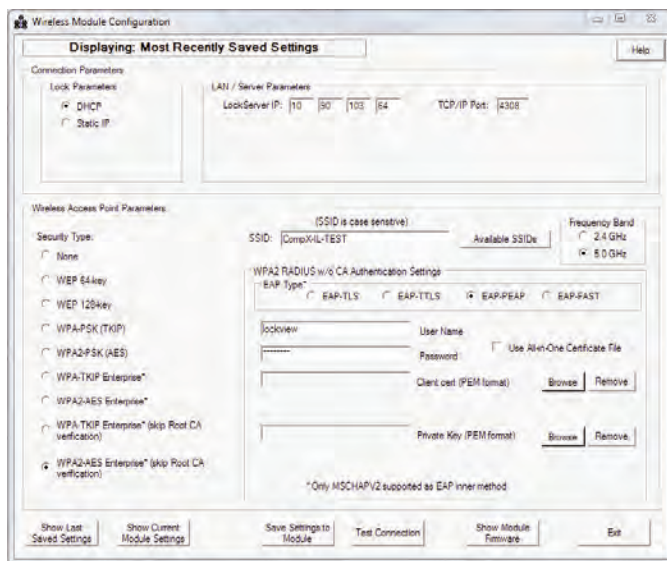 Wireless Module Configuration
Displaying: Most Recently Saved Settings
Help
Connection Parameters
Lock Parameters
DHCP
Static IP
LAN / Server Parameters
LockServer IP: 10 90 103 64
TCP/IP Port: 4308
Wireless Access Point Parameters
Security Type:
None
WEP 64-key
WEP 128-key
WPA-PSK (TKIP)
WPA2-PSK (AES)
WPA-TKIP Enterprise*
WPA2-AES Enterprise*
WPA-TKIP Enterprise* (skip Root CA
verification)
WPA2-AES Enterprise* (skip Root CA
verification)
(SSID is case sensitive)
SSID: CompX-IL-TEST
Available SSIDs
Frequency Band
2.4 GHz
5.0 GHz
WPA2 RADIUS w/o CA Authentication Settings
EAP Type*
EAP-TLS
EAP-TTLS
EAP-PEAP
EAP-FAST
lockview
User Name
--------
Password
Use All-in-One Certificate File
Client cert (PEM format)
Browse
Remove
Private Key (PEM format)
Browse
Remove
*Only MSCHAPV2 supported as EAP inner method
Show Last
Saved Settings
Show Current
Module Settings
Save Settings to
Module
Test Connection
Show Module
Firmware
Exit